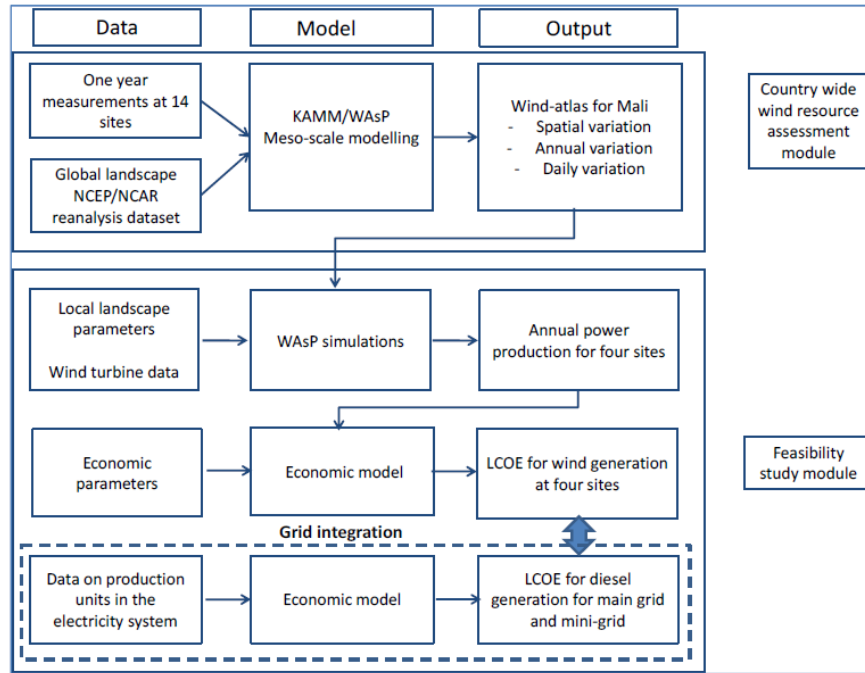 Data
Model
Output
One year
measurements at 14
sites
Global landscape
NCEP/NCAR
reanalysis dataset
KAMM/WAsP
Meso-scale modelling
Wind-atlas for Mali
- Spatial variation
- Annual variation
- Daily variation
Country wide
wind resource
assessment
module
Local landscape
parameters
Wind turbine data
WAsP simulations
Annual power
production for four sites
Economic
parameters
Economic model
LCOE for wind generation
at four sites
Feasibility
study module
Grid integration
Data on production
units in the
electricity system
Economic model
LCOE for diesel
generation for main grid
and mini-grid